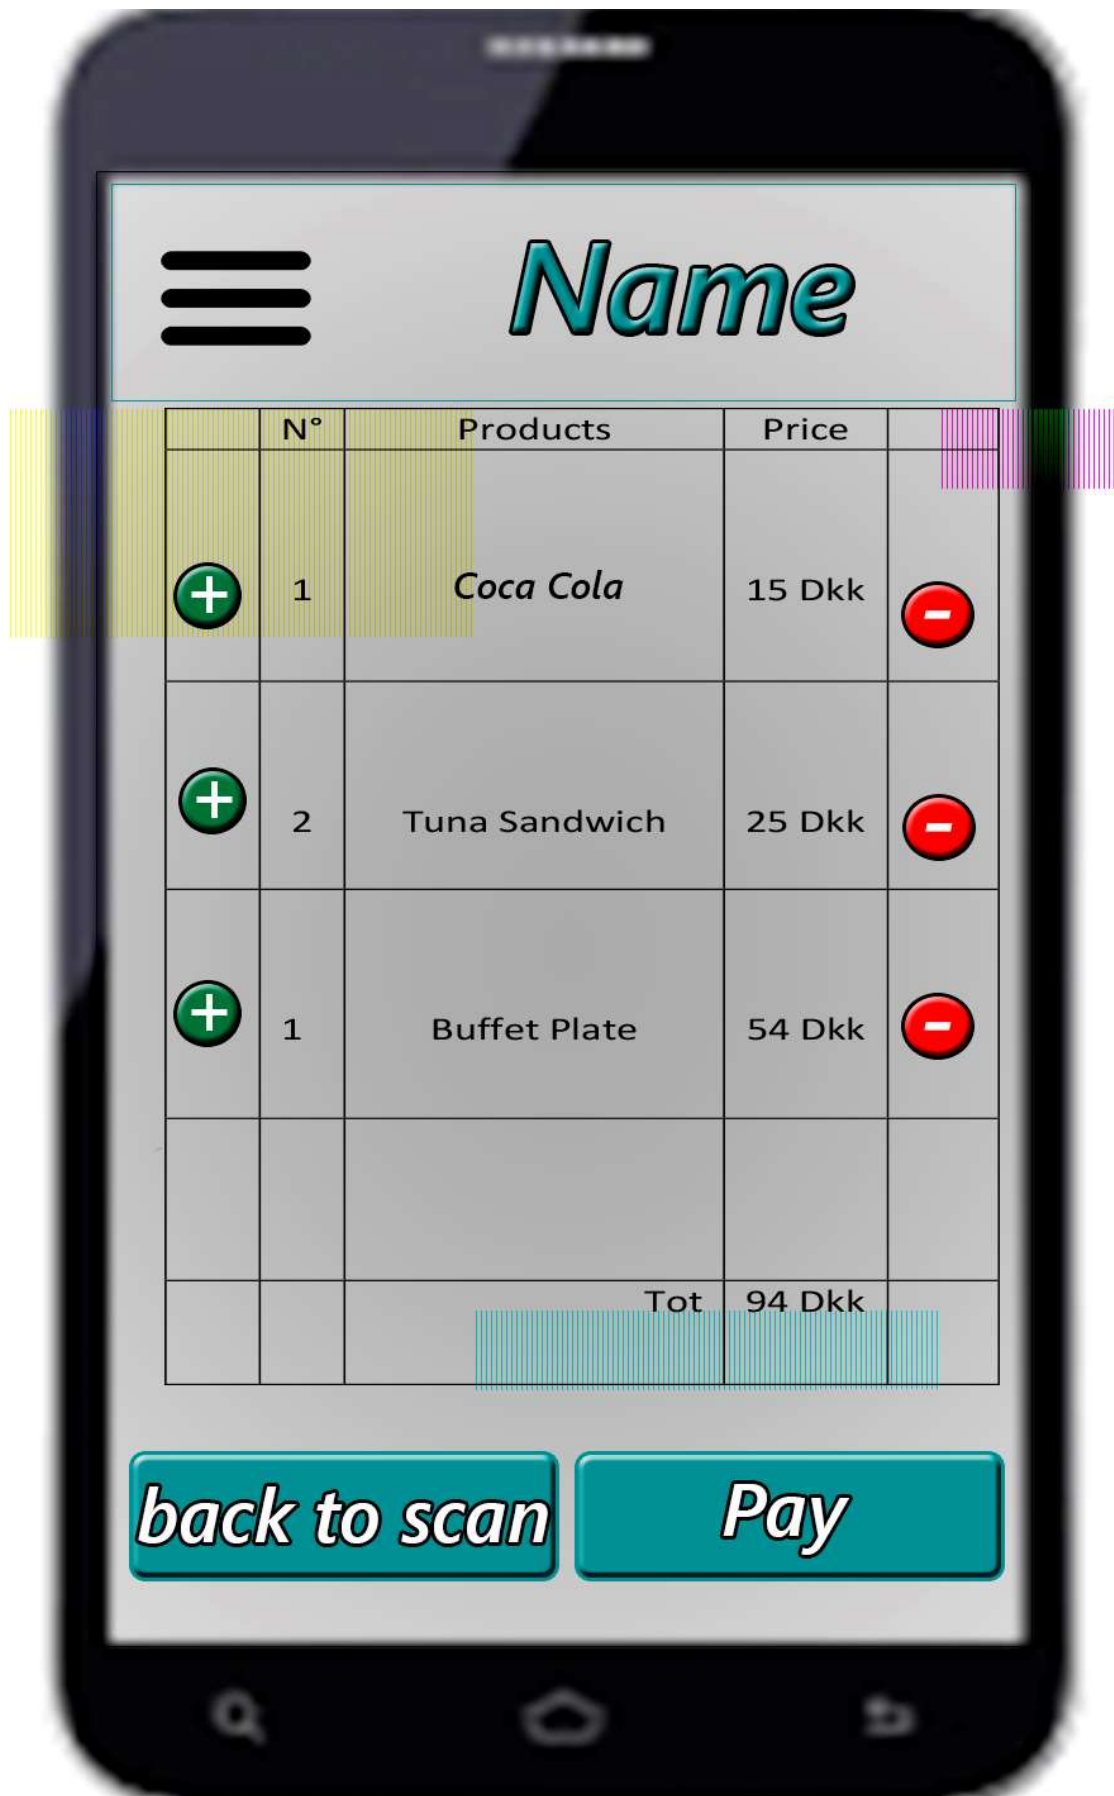 Name
N° Products Price
+ 1 Coca Cola 15 Dkk -
+ 2 Tuna Sandwich 25 Dkk -
+ 1 Buffet Plate 54 Dkk -
Tot 94 Dkk
back to scan Pay